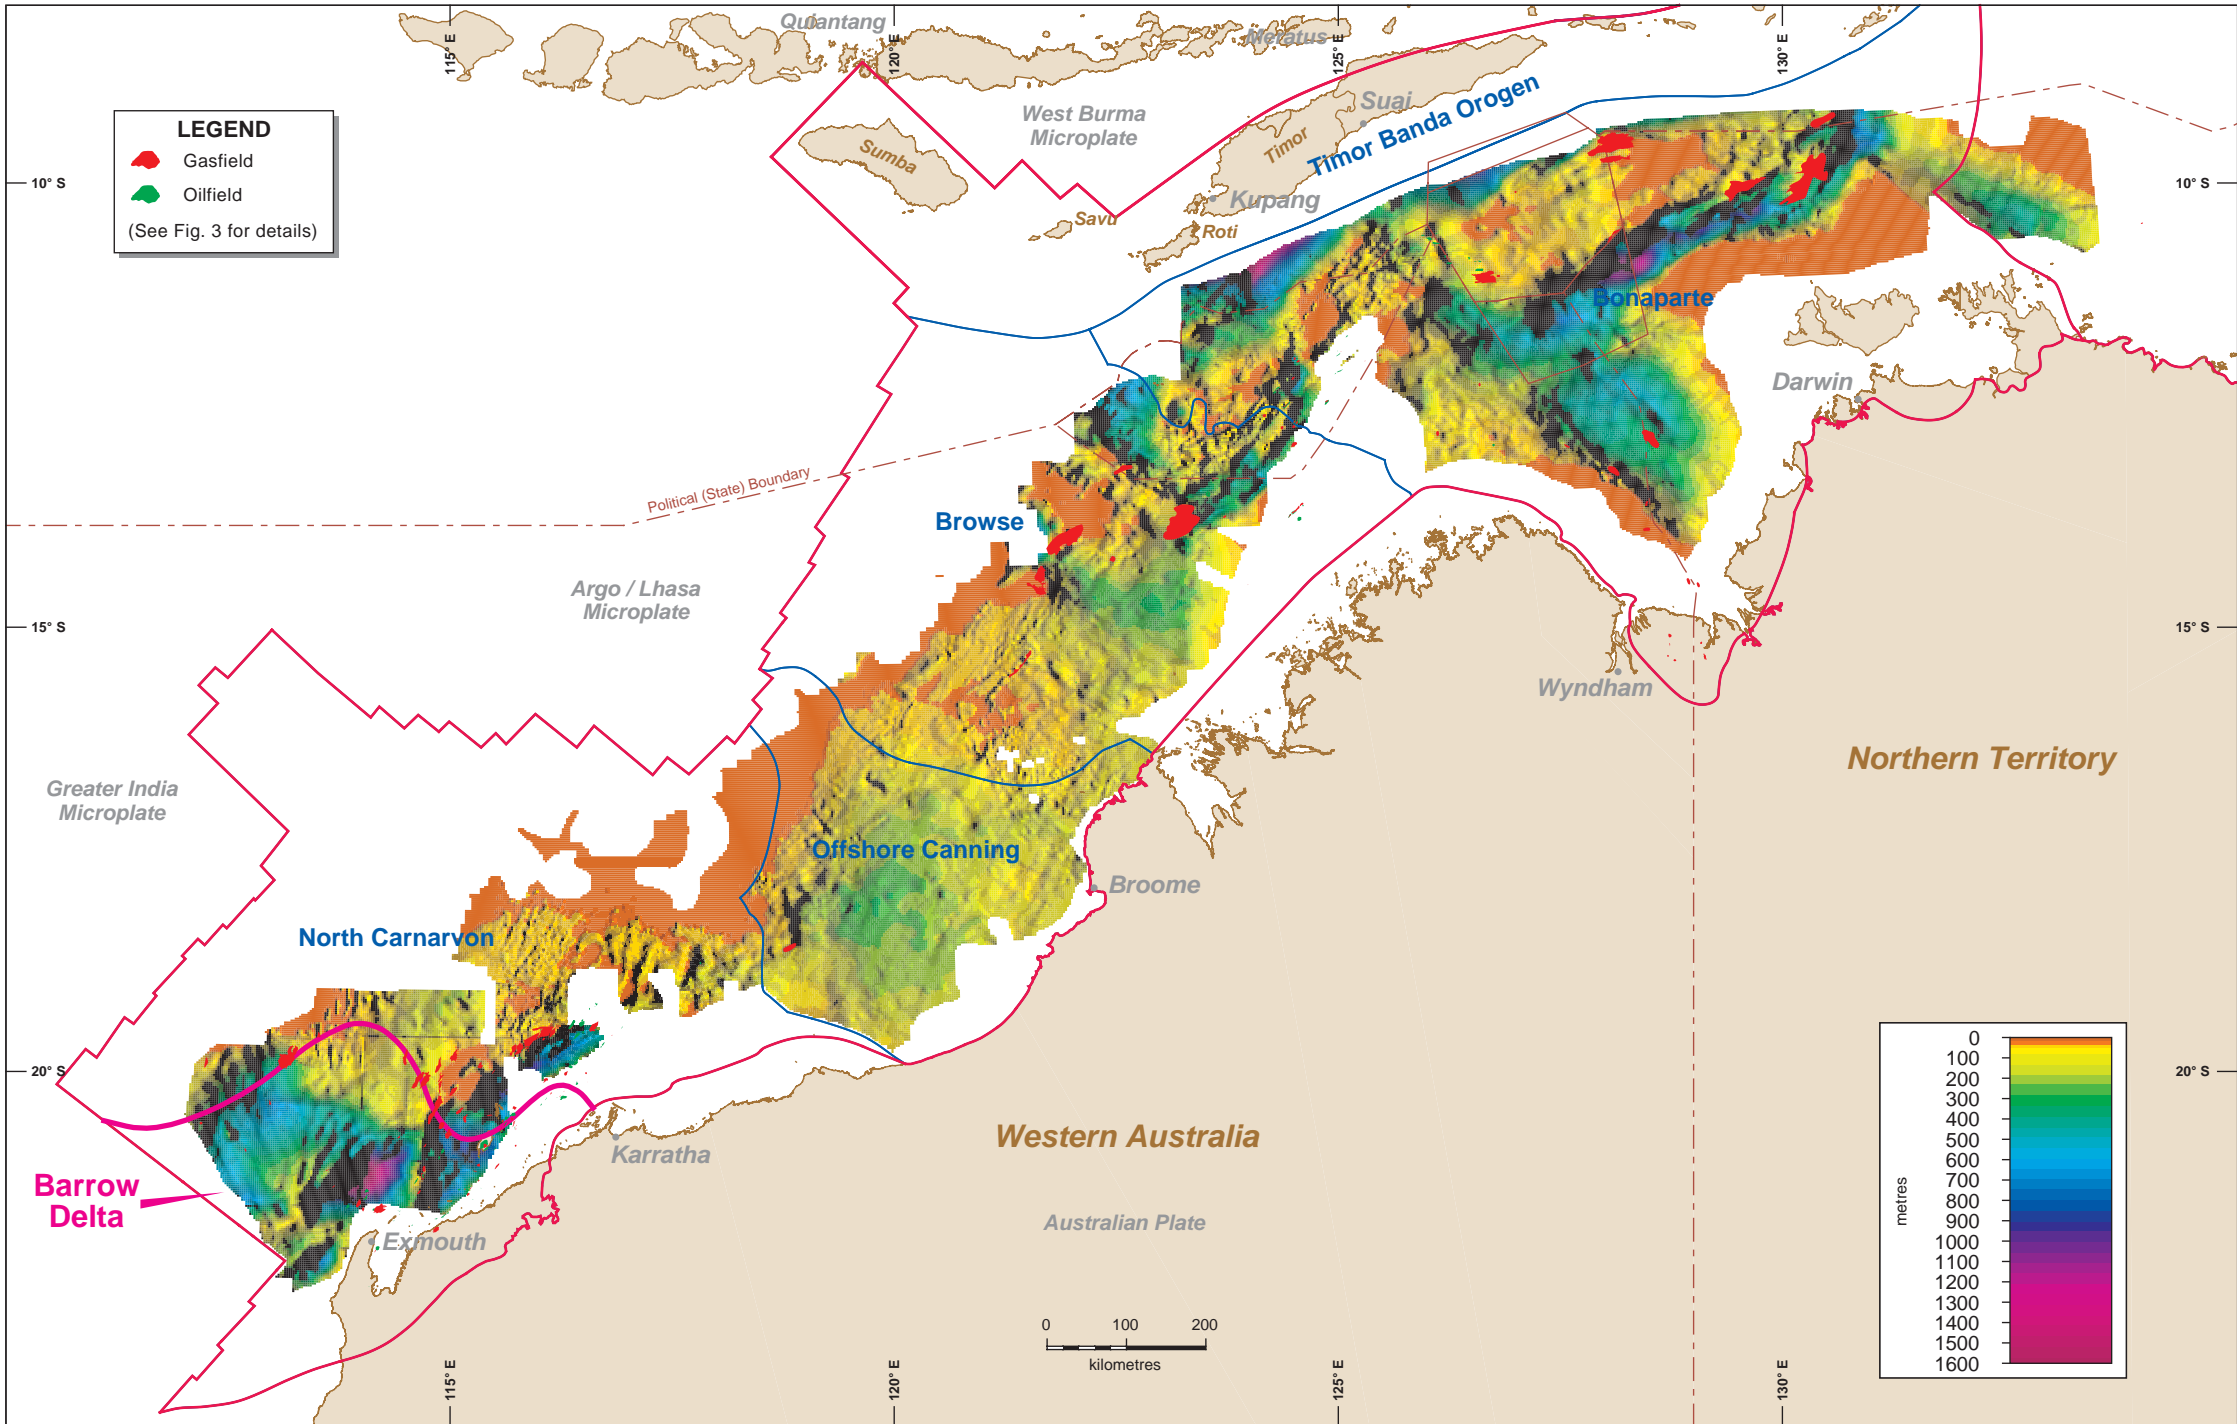 Quiantang
Meratus
115° E
120° E
125° E
130° E
LEGEND
Gasfield
Oilfield
(See Fig. 3 for details)
West Burma
Microplate
Suai
Timor Banda Orogen
Timor
Sumba
10° S
10° S
Kupang
Savu
Roti
Bonaparte
Darwin
Political (State) Boundary
Browse
Argo / Lhasa
Microplate
15° S
15° S
Wyndham
Northern Territory
Greater India
Microplate
Offshore Canning
Broome
North Carnarvon
20° S
20° S
Western Australia
Karratha
Barrow
Delta
Australian Plate
Exmouth
0
100
200
300
400
500
600
700
800
900
1000
1100
1200
1300
1400
1500
1600
metres
0 100 200
kilometres
115° E
120° E
125° E
130° E